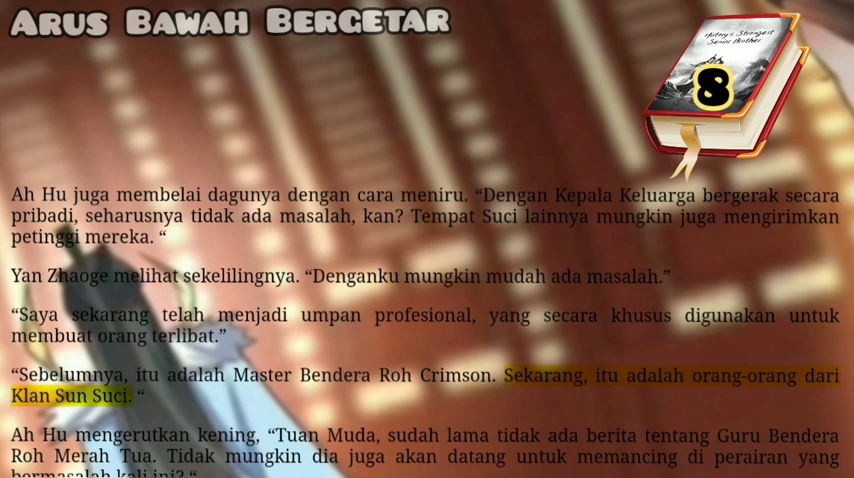 Arus Bawah Bergetar
History's Strongest
Senior Brother
8
Ah Hu juga membelai dagunya dengan cara meniru. “Dengan Kepala Keluarga bergerak secara
pribadi, seharusnya tidak ada masalah, kan? Tempat Suci lainnya mungkin juga mengirimkan
petinggi mereka. “
Yan Zhaoge melihat sekelilingnya. “Denganku mungkin mudah ada masalah.”
“Saya sekarang telah menjadi umpan profesional, yang secara khusus digunakan untuk
membuat orang terlibat.”
“Sebelumnya, itu adalah Master Bendera Roh Crimson. Sekarang, itu adalah orang-orang dari
Klan Sun Suci. “
Ah Hu mengerutkan kening, “Tuan Muda, sudah lama tidak ada berita tentang Guru Bendera
Roh Merah Tua. Tidak mungkin dia juga akan datang untuk memancing di perairan yang
bermasalah kali ini? “